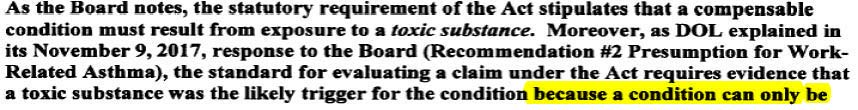 As the Board notes, the statutory requirement of the Act stipulates that a compensable
condition must result from exposure to a toxic substance. Moreover, as DOL explained in
its November 9, 2017, response to the Board (Recommendation #2 Presumption for Work-
Related Asthma), the standard for evaluating a claim under the Act requires evidence that
a toxic substance was the likely trigger for the condition because a condition can only be